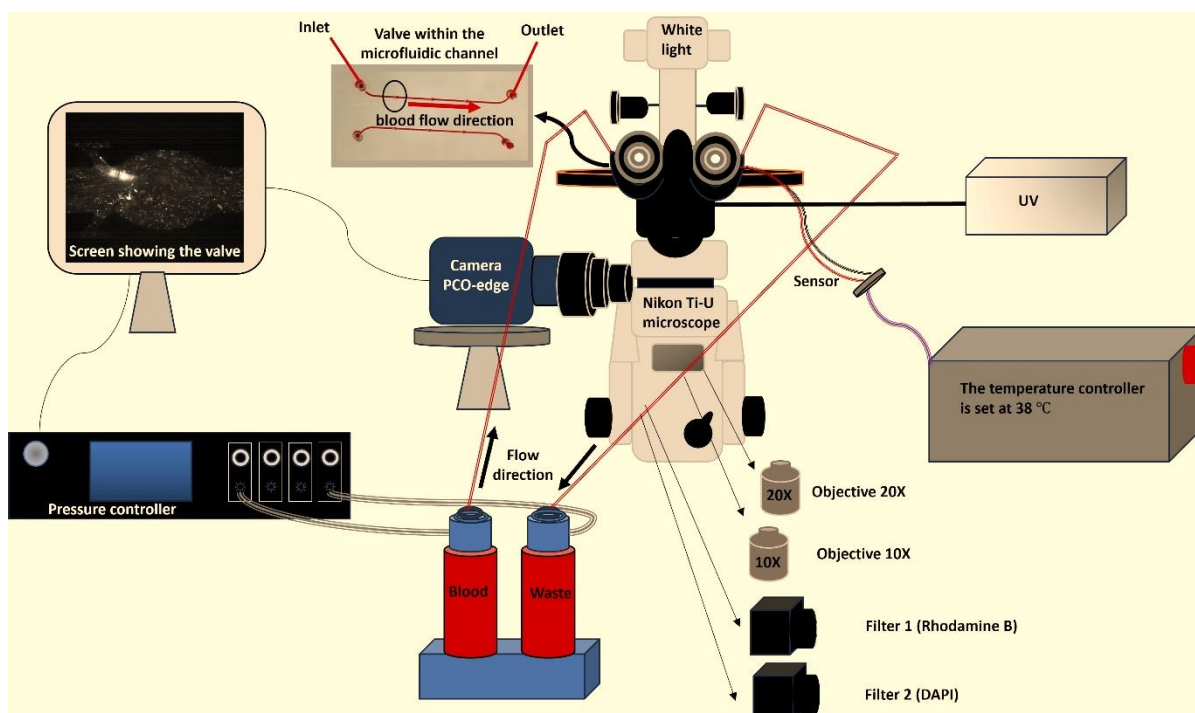 Inlet
Valve within the
microfluidic channel
Outlet
blood flow direction
White
light
Screen showing the valve
Camera
PCO-edge
Nikon Ti-U
microscope
UV
Sensor
The temperature controller
is set at 38 ℃
Pressure controller
Flow
direction
Blood
Waste
20X
Objective 20X
10X
Objective 10X
Filter 1 (Rhodamine B)
Filter 2 (DAPI)